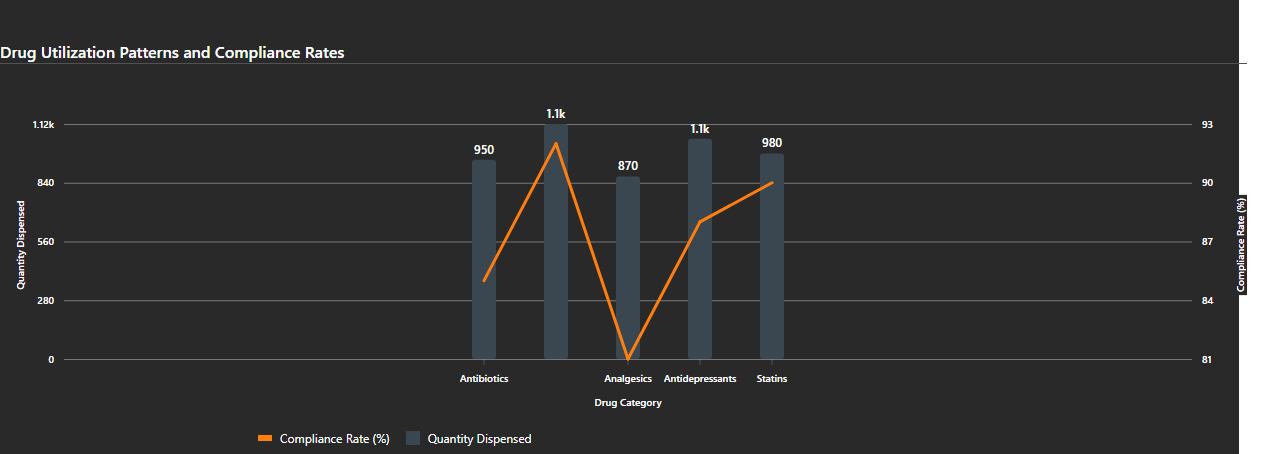 Drug Utilization Patterns and Compliance Rates
1.1k
1.12k
1.1k
93
950
980
870
840
90
Quantity Dispensed
Compliance Rate (%)
560
87
280
84
0
81
Antibiotics
Analgesics
Antidepressants
Statins
Drug Category
Compliance Rate (%)
Quantity Dispensed